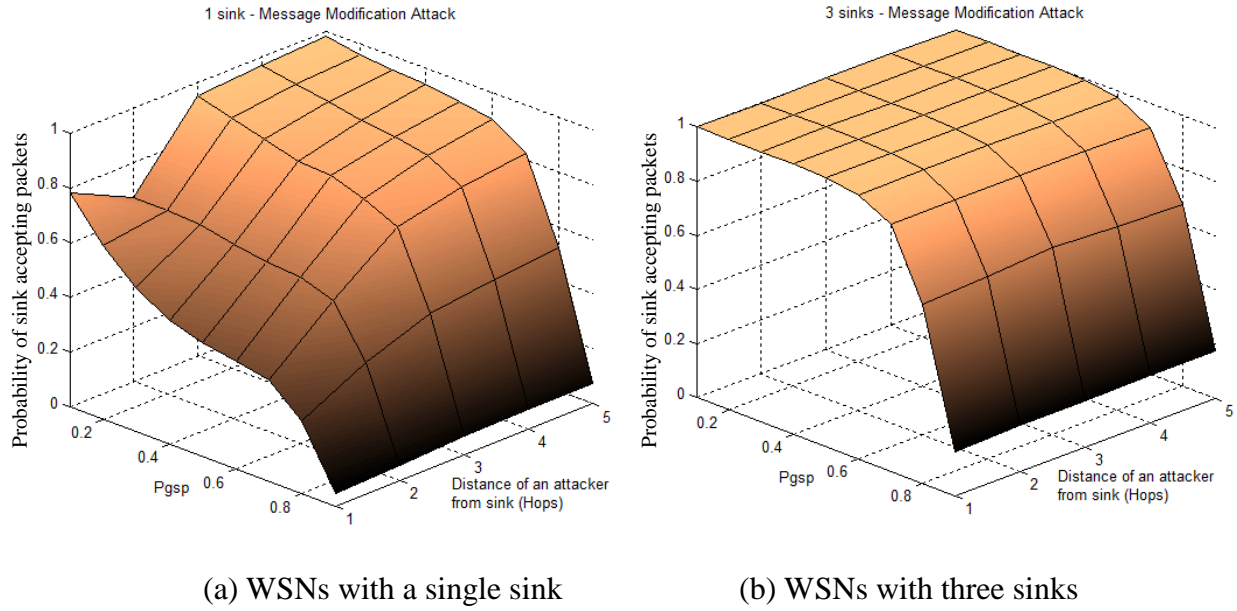 1 sink - Message Modification Attack
Probability of sink accepting packets
1
0.8
0.6
0.4
0.2
0
0.2
0.4
0.6
0.8
Pgsp
1
2
3
4
5
Distance of an attacker
from sink (Hops)
(a) WSNs with a single sink
3 sinks - Message Modification Attack
Probability of sink accepting packets
1
0.8
0.6
0.4
0.2
0
0.2
0.4
0.6
0.8
Pgsp
1
2
3
4
5
Distance of an attacker
from sink (Hops)
(b) WSNs with three sinks